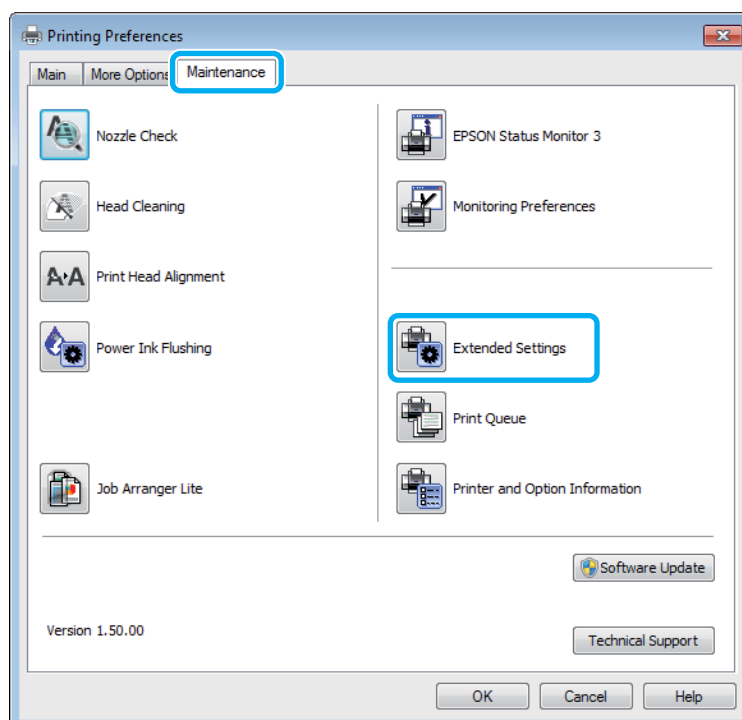 Printing Preferences
Main
More Options
Maintenance
Nozzle Check
EPSON Status Monitor 3
Head Cleaning
Monitoring Preferences
Print Head Alignment
Power Ink Flushing
Extended Settings
Print Queue
Job Arranger Lite
Printer and Option Information
Software Update
Version 1.50.00
Technical Support
OK
Cancel
Help